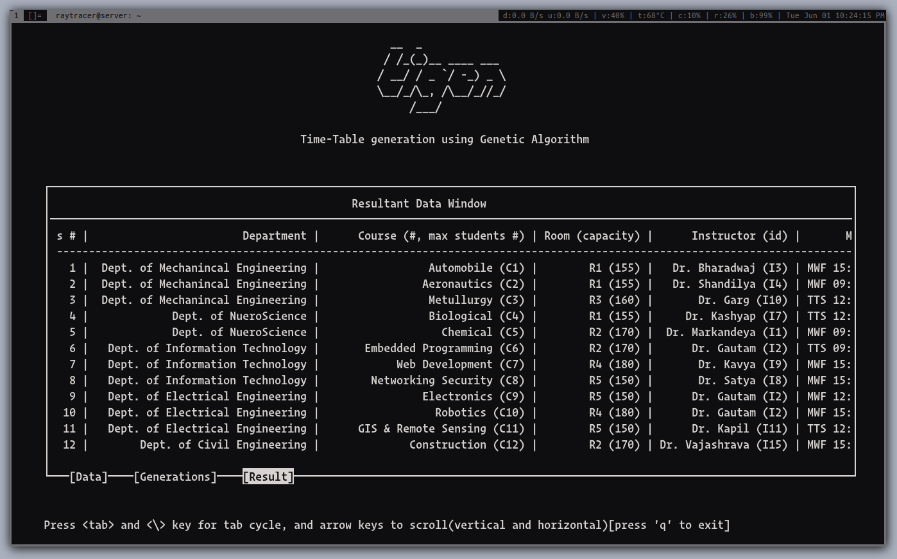 1 []= raytracer@server: ~ d:0.0 B/s u:0.0 B/s | v:40% | t:68°C | c:10% | r:26% | b:99% | Tue Jun 01 10:24:15 PM
Time-Table generation using Genetic Algorithm
Resultant Data Window
s # | Department | Course (#, max students #) | Room (capacity) | Instructor (id) | M
1 | Dept. of Mechanincal Engineering | Automobile (C1) | R1 (155) | Dr. Bharadwaj (I3) | MWF 15:
2 | Dept. of Mechanincal Engineering | Aeronautics (C2) | R1 (155) | Dr. Shandilya (I4) | MWF 09:
3 | Dept. of Mechanincal Engineering | Metullurgy (C3) | R3 (160) | Dr. Garg (I10) | TTS 12:
4 | Dept. of NueroScience | Biological (C4) | R1 (155) | Dr. Kashyap (I7) | TTS 12:
5 | Dept. of NueroScience | Chemical (C5) | R2 (170) | Dr. Markandeya (I1) | MWF 09:
6 | Dept. of Information Technology | Embedded Programming (C6) | R2 (170) | Dr. Gautam (I2) | TTS 09:
7 | Dept. of Information Technology | Web Development (C7) | R4 (180) | Dr. Kavya (I9) | MWF 15:
8 | Dept. of Information Technology | Networking Security (C8) | R5 (150) | Dr. Satya (I8) | MWF 15:
9 | Dept. of Electrical Engineering | Electronics (C9) | R5 (150) | Dr. Gautam (I2) | MWF 12:
10 | Dept. of Electrical Engineering | Robotics (C10) | R4 (180) | Dr. Gautam (I2) | MWF 15:
11 | Dept. of Electrical Engineering | GIS & Remote Sensing (C11) | R5 (150) | Dr. Kapil (I11) | TTS 12:
12 | Dept. of Civil Engineering | Construction (C12) | R2 (170) | Dr. Vajashrava (I15) | MWF 15:
[Data] [Generations] [Result]
Press <tab> and <\> key for tab cycle, and arrow keys to scroll(vertical and horizontal)[press 'q' to exit]